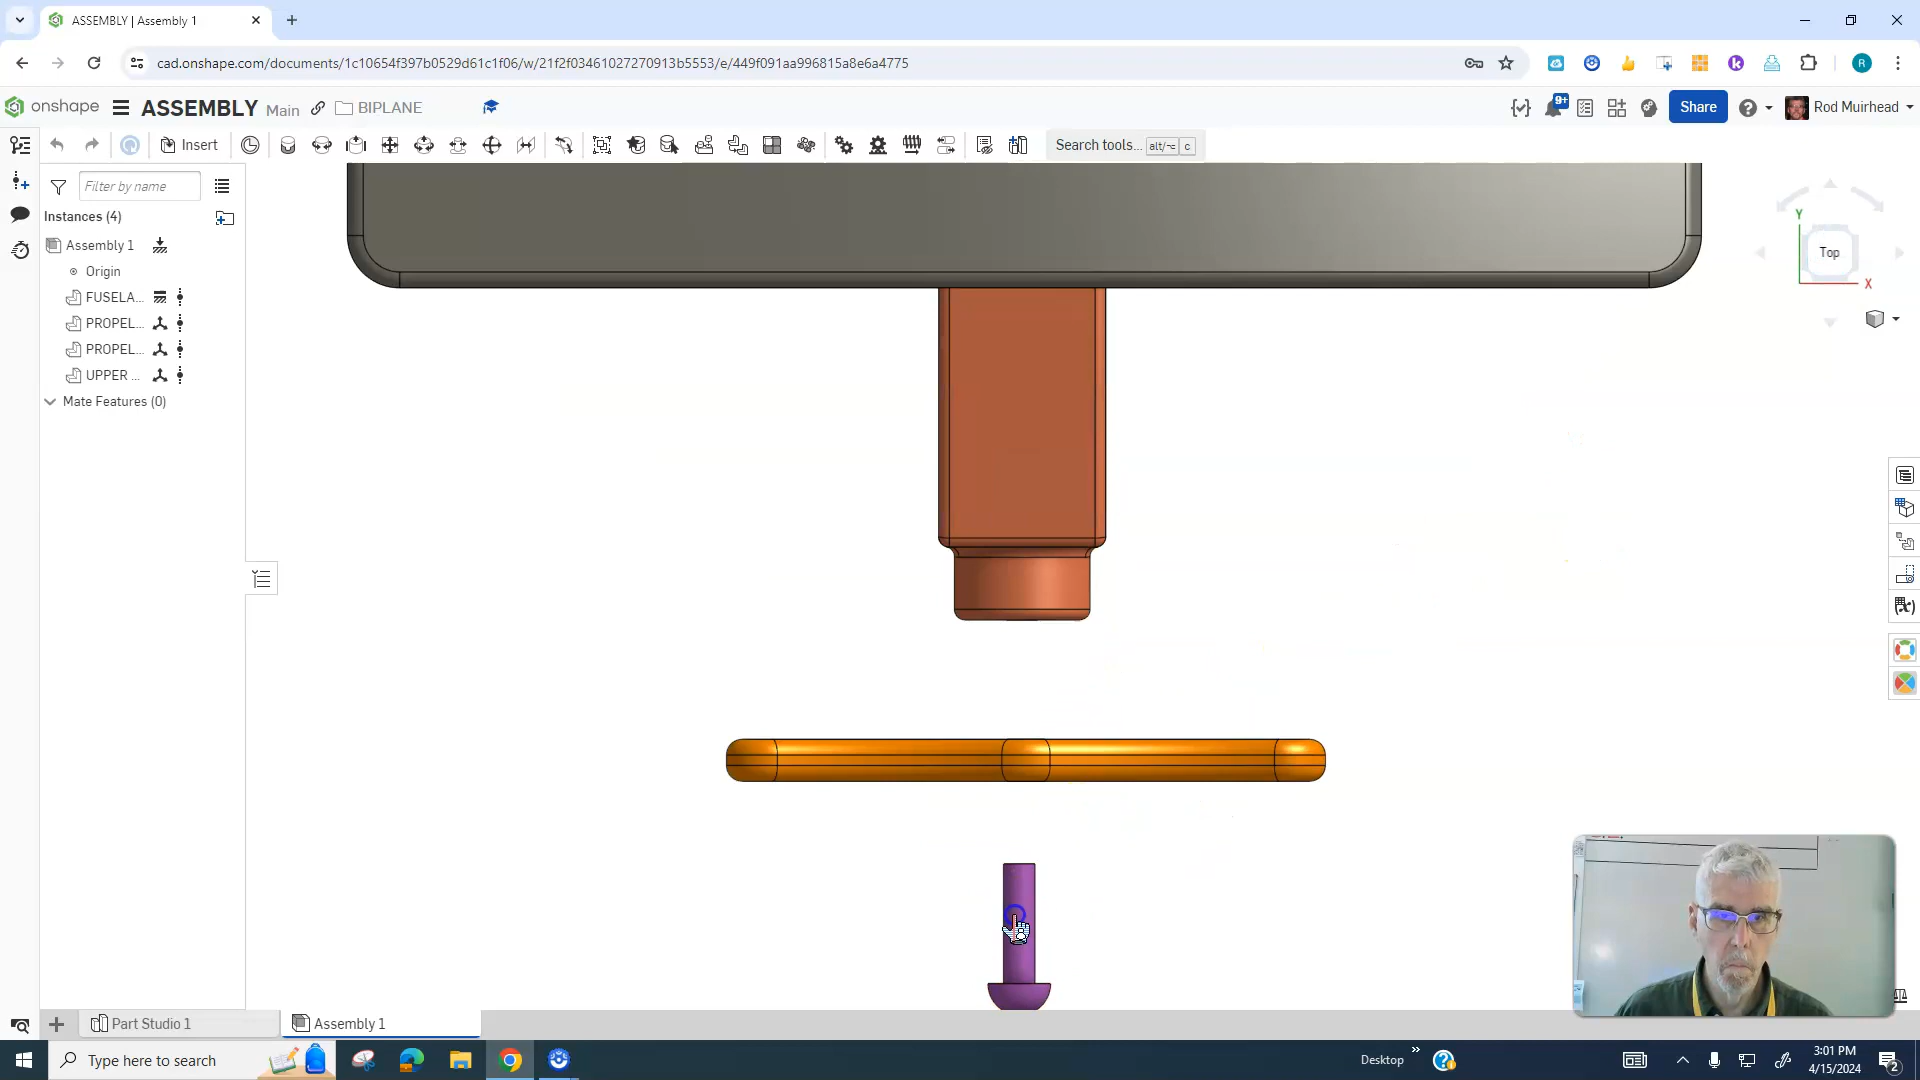 ASSEMBLY | Assembly 1
cad.onshape.com/documents/1c10654f397b0529d61c1f06/w/21f2f03461027270913b5553/e/449f091aa996815a8e6a4775
onshape ASSEMBLY Main BIPLANE 9+ Share Rod Muirhead
Insert Search tools... alt/⌥ c
Filter by name
Instances (4)
Assembly 1
Origin
FUSELA...
PROPEL...
PROPEL...
UPPER ...
Mate Features (0)
Y
Top
X
Part Studio 1 Assembly 1
Type here to search Desktop 3:01 PM
4/15/2024
2